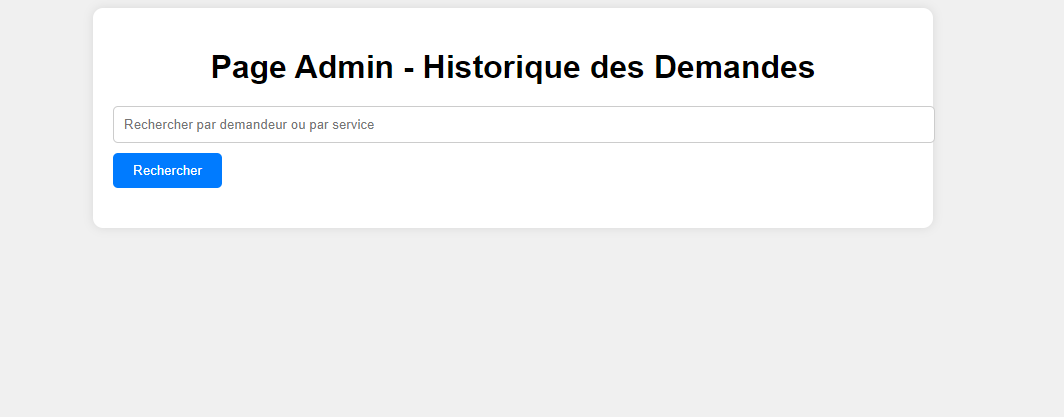 Page Admin - Historique des Demandes
Rechercher par demandeur ou par service
Rechercher